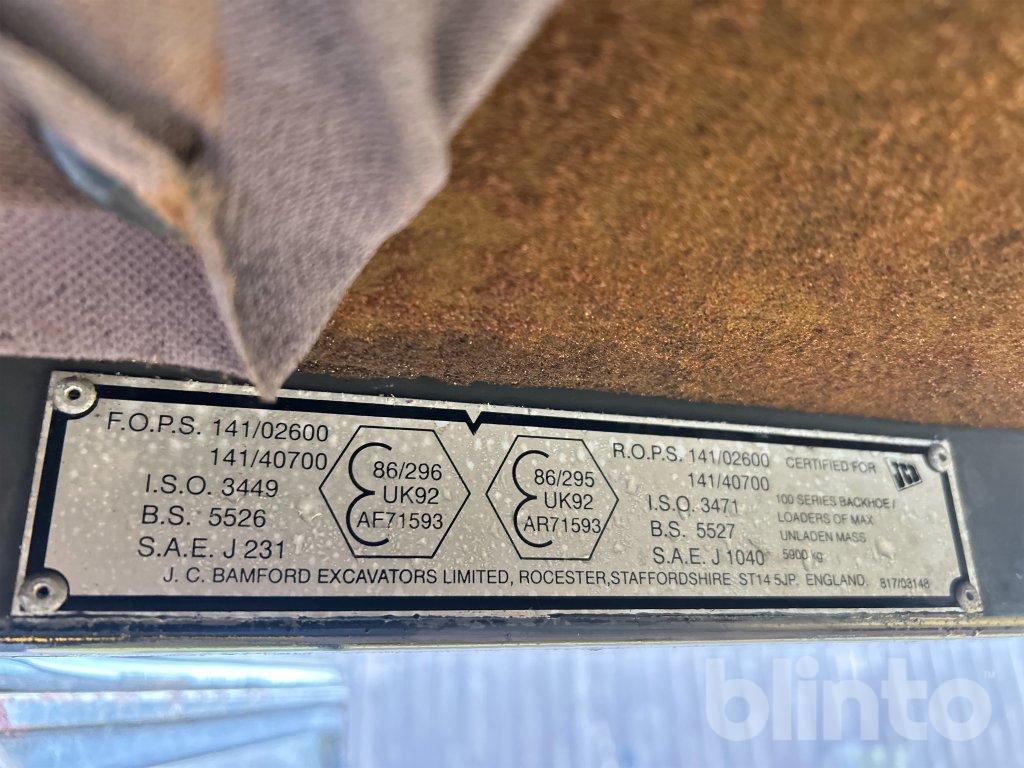 F.O.P.S. 141/02600
141/40700
I.S.O. 3449
B.S. 5526
S.A.E. J 231
86/296
UK92
AF71593
86/295
UK92
AR71593
R.O.P.S. 141/02600
141/40700
I.S.O. 3471
B.S. 5527
S.A.E. J 1040
CERTIFIED FOR JCB
100 SERIES BACKHOE /
LOADERS OF MAX
UNLADEN MASS
5900 kg
J. C. BAMFORD EXCAVATORS LIMITED, ROCESTER,STAFFORDSHIRE ST14 5JP. ENGLAND. 817/03148
blinto™